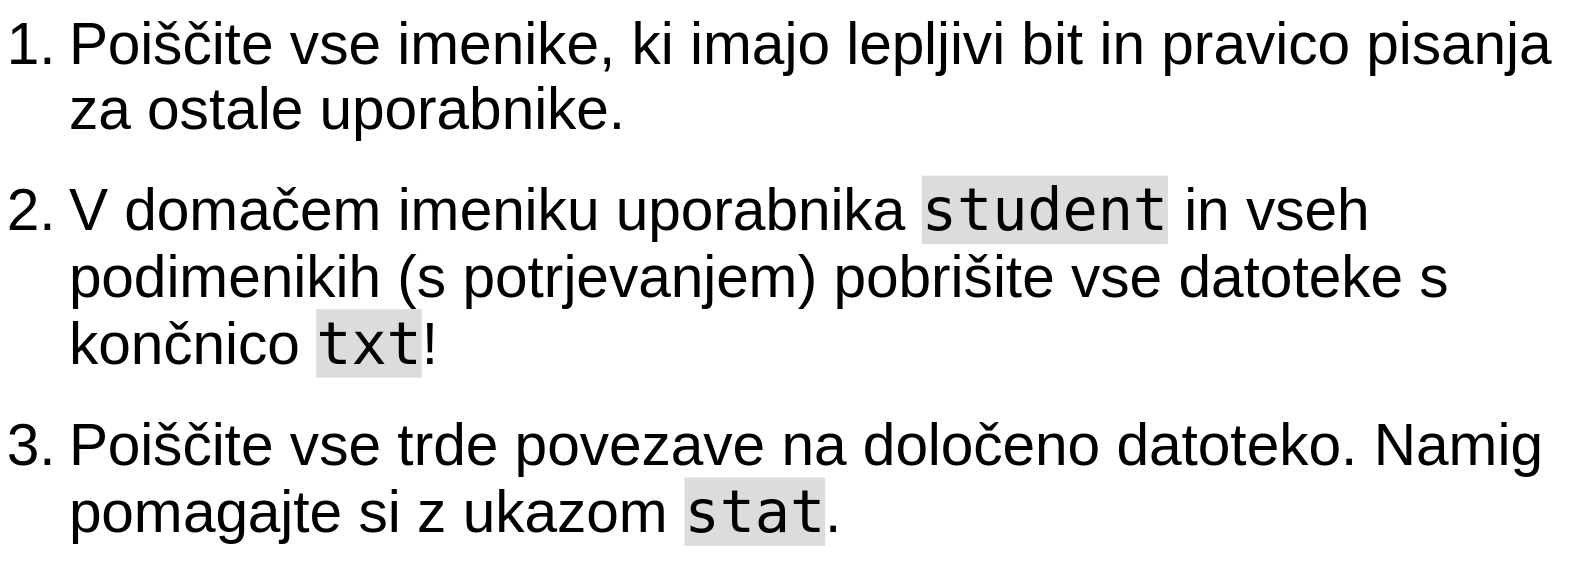 1. Poiščite vse imenike, ki imajo lepljivi bit in pravico pisanja
za ostale uporabnike.
2. V domačem imeniku uporabnika student in vseh
podimenikih (s potrjevanjem) pobrišite vse datoteke s
končnico txt!
3. Poiščite vse trde povezave na določeno datoteko. Namig
pomagajte si z ukazom stat.